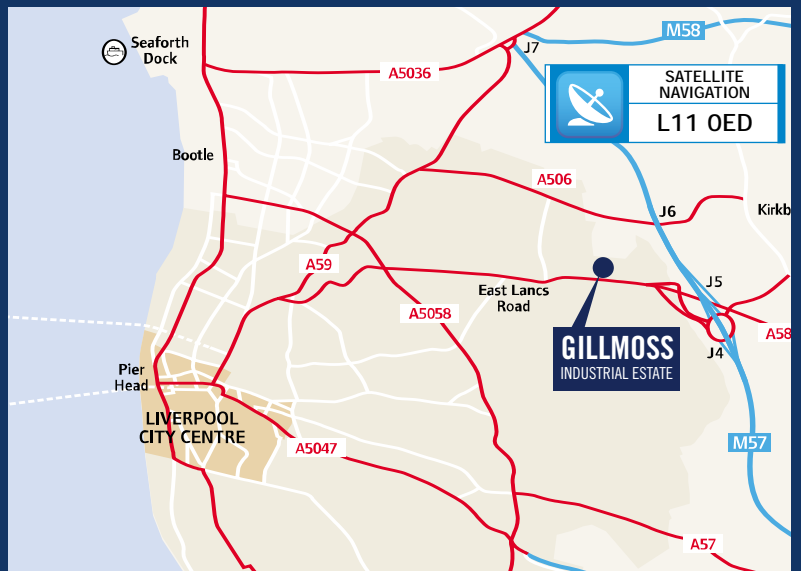 M58
J7
Seaforth
Dock
A5036
SATELLITE
NAVIGATION
L11 0ED
Bootle
A506
J6
Kirkb
A59
East Lancs
Road
J5
A5058
A58
J4
GILLMOSS
INDUSTRIAL ESTATE
Pier
Head
LIVERPOOL
CITY CENTRE
A5047
M57
A57